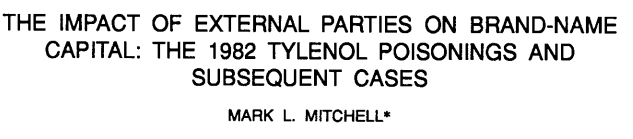 THE IMPACT OF EXTERNAL PARTIES ON BRAND-NAME
CAPITAL: THE 1982 TYLENOL POISONINGS AND
SUBSEQUENT CASES
MARK L. MITCHELL*